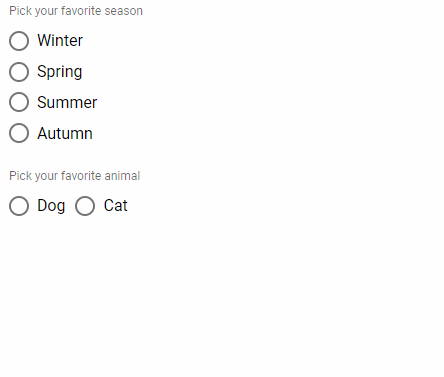 Pick your favorite season
Winter
Spring
Summer
Autumn
Pick your favorite animal
Dog Cat